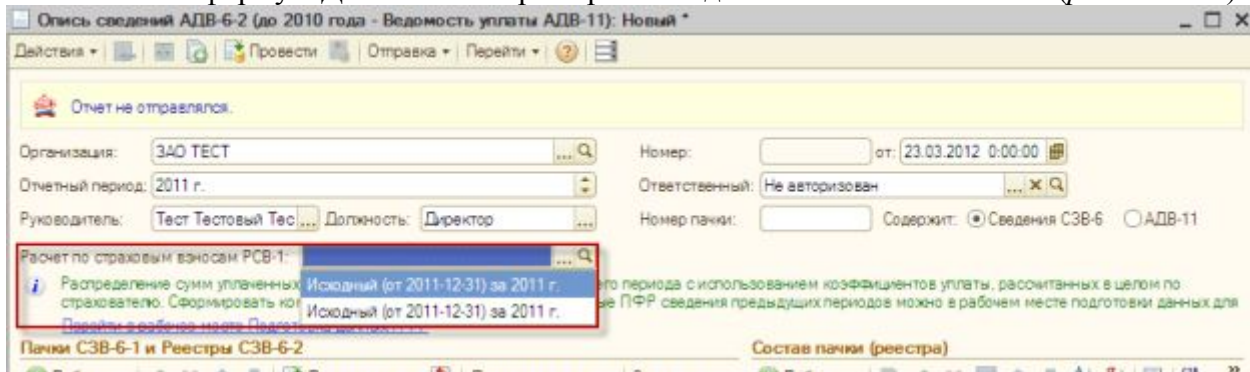 Опись сведений АДВ-6-2 (до 2010 года - Ведомость уплаты АДВ-11): Новый *
Действия Провести Отправка Перейти
Отчет не отправлялся.
Организация: ЗАО ТЕСТ ... Номер: от: 23.03.2012 0:00:00
Отчетный период: 2011 г. Ответственный: Не авторизован ... x
Руководитель: Тест Тестовый Тес ... Должность: Директор ... Номер пачки: Содержит: Сведения СЗВ-6 АДВ-11
Расчет по страховым взносам РСВ-1: ...
Распределение сумм уплаченных Исходный (от 2011-12-31) за 2011 г. го периода с использованием коэффициентов уплаты, рассчитанных в целом по
страхователю. Сформировать ко Исходный (от 2011-12-31) за 2011 г. ые ПФР сведения предыдущих периодов можно в рабочем месте подготовки данных для
Пачки СЗВ-6-1 и Реестры СЗВ-6-2 Состав пачки (реестра)